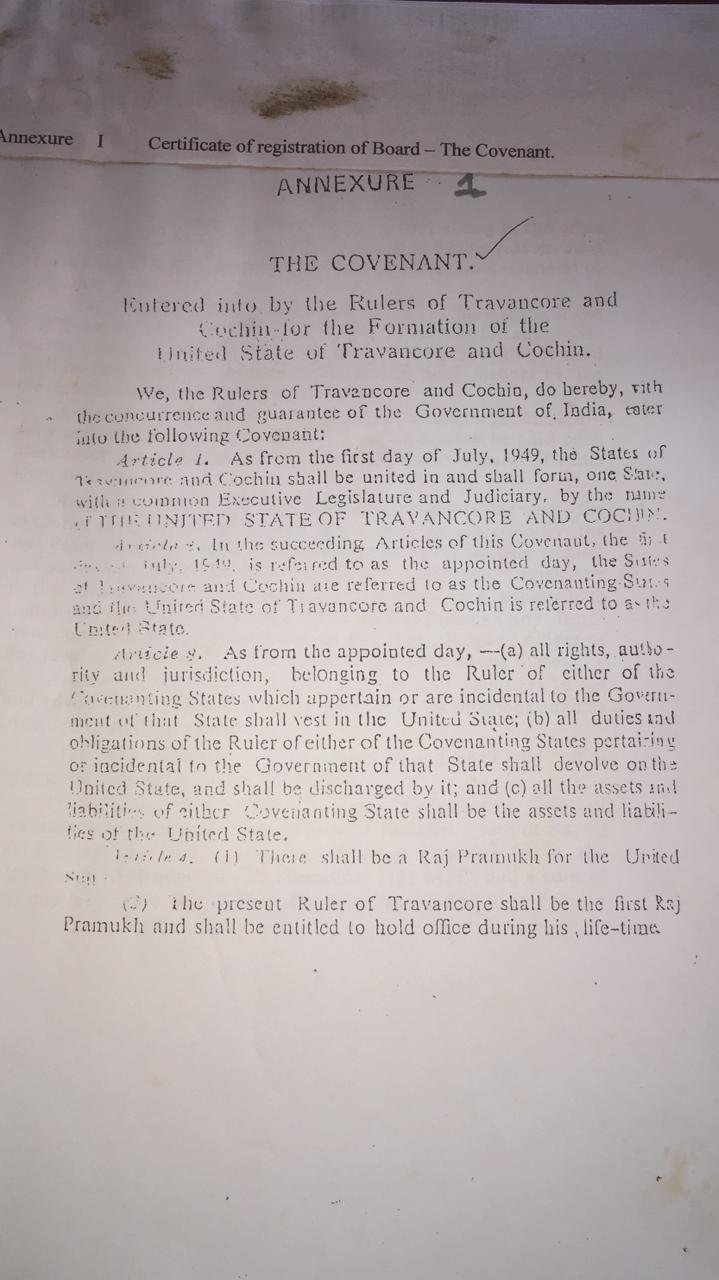 Annexure I Certificate of registration of Board – The Covenant.
ANNEXURE 1
THE COVENANT.
Entered into by the Rulers of Travancore and
Cochin for the Formation of the
United State of Travancore and Cochin.
We, the Rulers of Travancore and Cochin, do hereby, with
the concurrence and guarantee of the Government of India, enter
into the following Covenant:
Article 1. As from the first day of July, 1949, the States of
Travancore and Cochin shall be united in and shall form, one State,
with a common Executive Legislature and Judiciary, by the name
of THE UNITED STATE OF TRAVANCORE AND COCHIN.
In the succeeding Articles of this Covenant, the first
July, 1949, is referred to as the appointed day, the States
of Travancore and Cochin are referred to as the Covenanting States
and the United State of Travancore and Cochin is referred to as the
United State.
Article As from the appointed day, —(a) all rights, autho-
rity and jurisdiction, belonging to the Ruler of either of the
Covenanting States which appertain or are incidental to the Govern-
ment of that State shall vest in the United State; (b) all duties and
obligations of the Ruler of either of the Covenanting States pertaining
or incidental to the Government of that State shall devolve on the
United State, and shall be discharged by it; and (c) all the assets and
liabilities of either Covenanting State shall be the assets and liabili-
ties of the United State.
Article 4. (1) There shall be a Raj Pramukh for the United
(2) The present Ruler of Travancore shall be the first Raj
Pramukh and shall be entitled to hold office during his life-time.